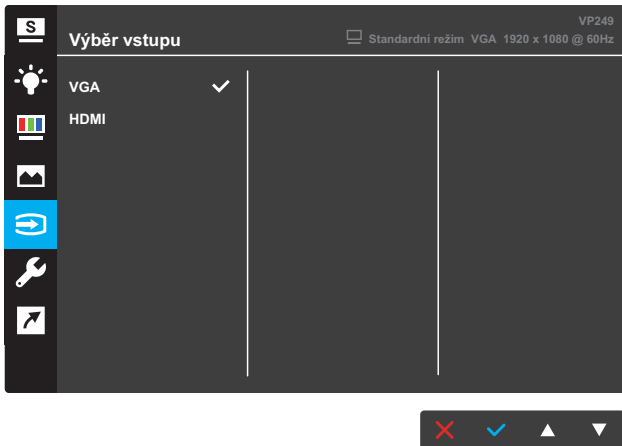 S
VP249
Výběr vstupu
Standardní režim VGA 1920 x 1080 @ 60Hz
VGA
HDMI